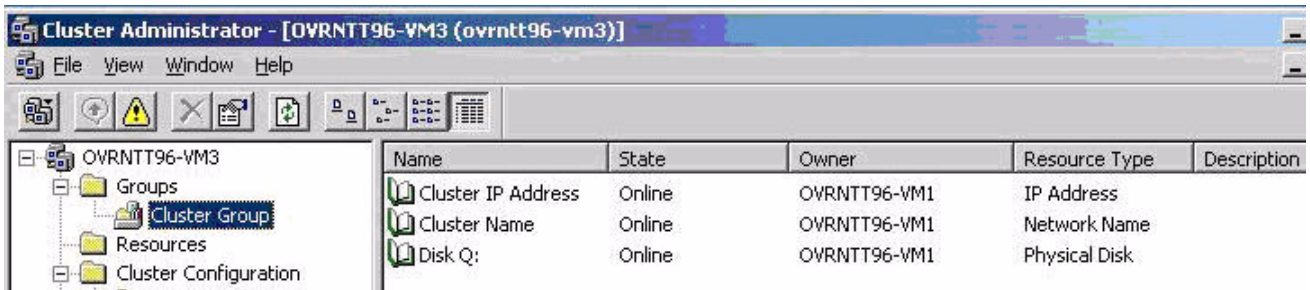 Cluster Administrator - [OVRNTT96-VM3 (ovrntt96-vm3)]
File View Window Help
OVRNTT96-VM3
Groups
Cluster Group
Resources
Cluster Configuration
Name State Owner Resource Type Description
Cluster IP Address Online OVRNTT96-VM1 IP Address
Cluster Name Online OVRNTT96-VM1 Network Name
Disk Q: Online OVRNTT96-VM1 Physical Disk